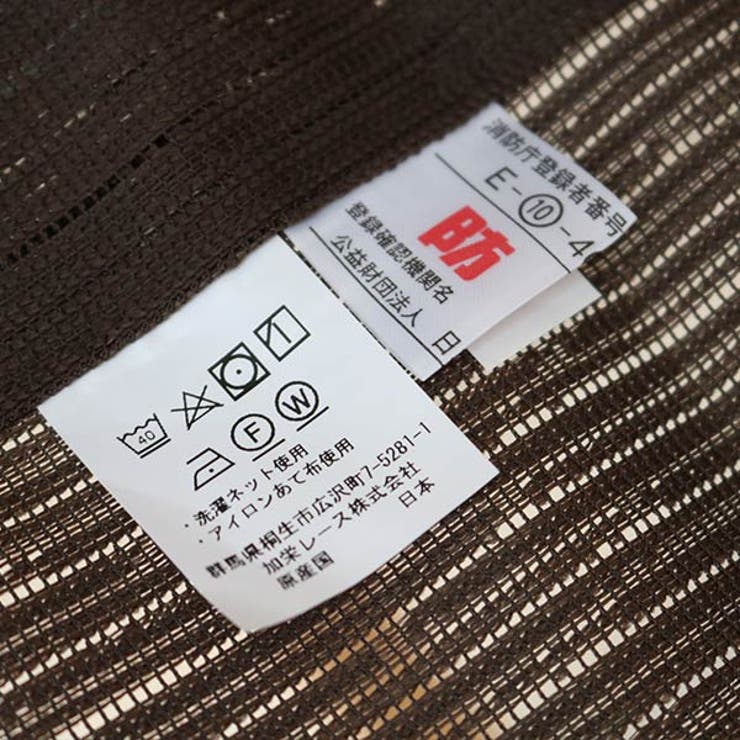 消防庁登録者番号
E-⑩-4
防
登録確認機関名
公益財団法人 日
40
F W
・洗濯ネット使用
・アイロンあて布使用
群馬県桐生市広沢町7-5281-1
加栄レース株式会社
原産国 日本